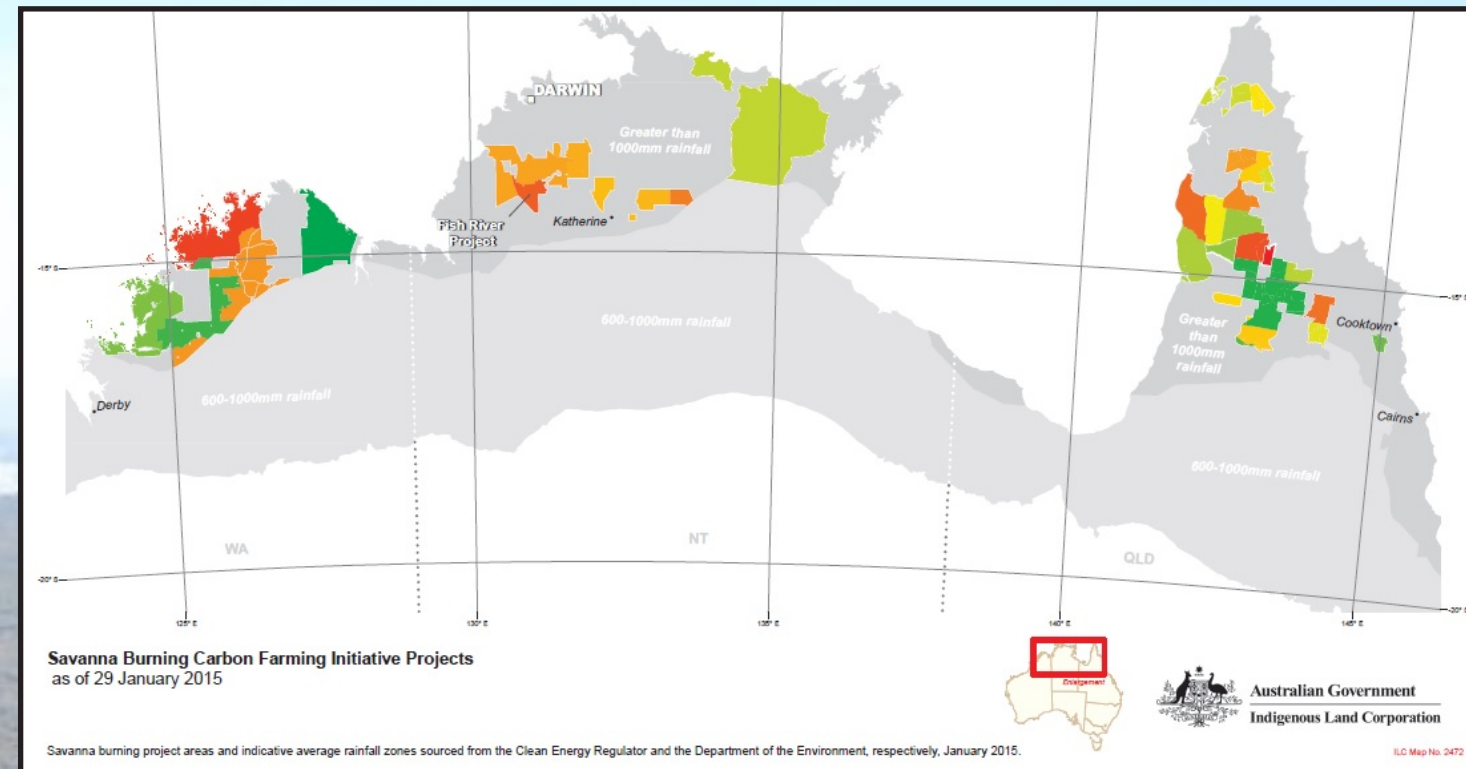 DARWIN
Greater than
1000mm rainfall
Fish River
Project
Katherine
-15° S
600-1000mm rainfall
Greater
than
1000mm
rainfall
-15° S
Cooktown
600-1000mm rainfall
Derby
Cairns
600-1000mm rainfall
WA
NT
QLD
-20° S
-20° S
125° E
130° E
135° E
140° E
145° E
Savanna Burning Carbon Farming Initiative Projects
as of 29 January 2015
Enlargement
Australian Government
Indigenous Land Corporation
Savanna burning project areas and indicative average rainfall zones sourced from the Clean Energy Regulator and the Department of the Environment, respectively, January 2015.
ILC Map No. 2472